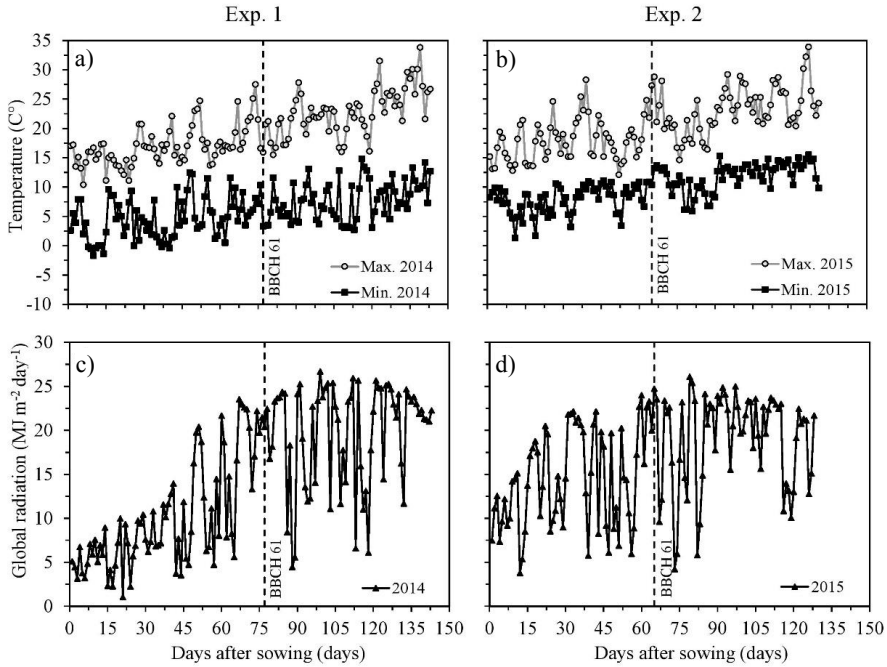 Exp. 1
Exp. 2
a)
b)
Temperature (C°)
35
30
25
20
15
10
5
0
-5
-10
BBCH 61
Max. 2014
Min. 2014
BBCH 61
Max. 2015
Min. 2015
c)
d)
Global radiation (MJ m-2 day-1)
30
25
20
15
10
5
0
BBCH 61
2014
BBCH 61
2015
0 15 30 45 60 75 90 105 120 135 150
0 15 30 45 60 75 90 105 120 135 150
Days after sowing (days)
Days after sowing (days)